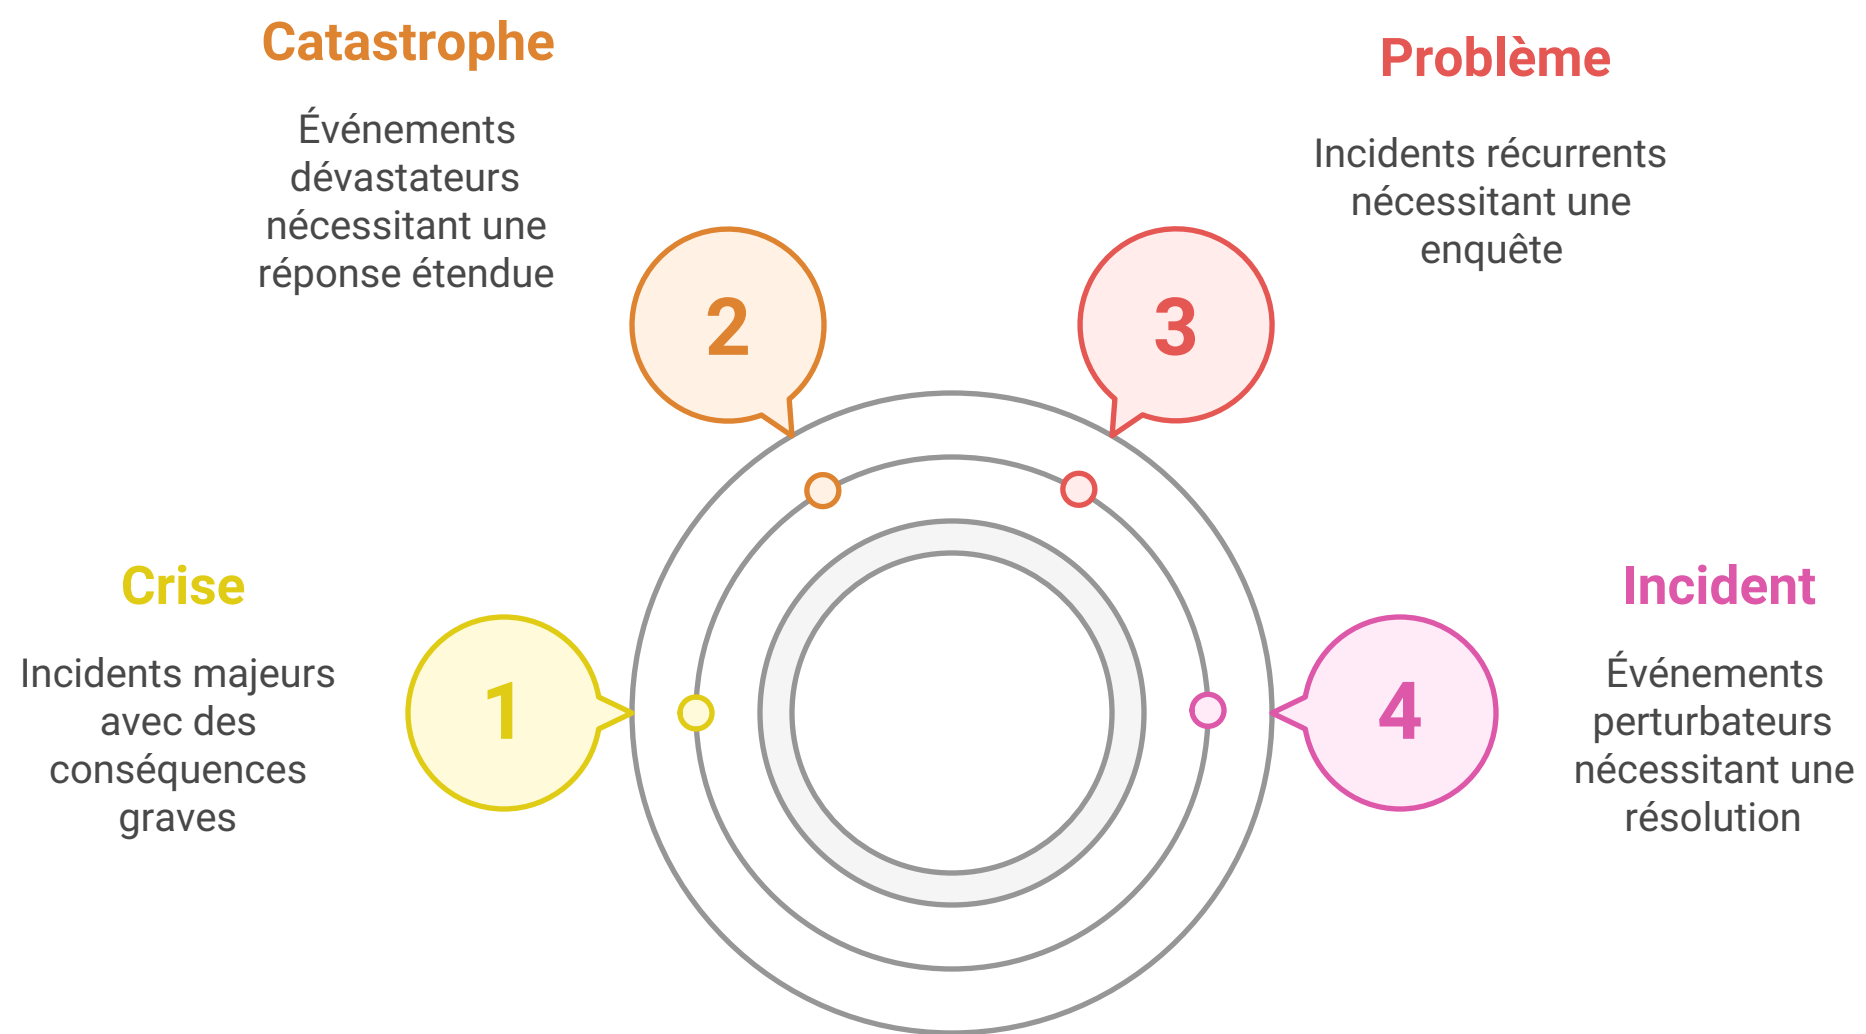 Catastrophe
Événements
dévastateurs
nécessitant une
réponse étendue
2
Problème
Incidents récurrents
nécessitant une
enquête
3
Crise
Incidents majeurs
avec des
conséquences
graves
1
4
Incident
Événements
perturbateurs
nécessitant une
résolution